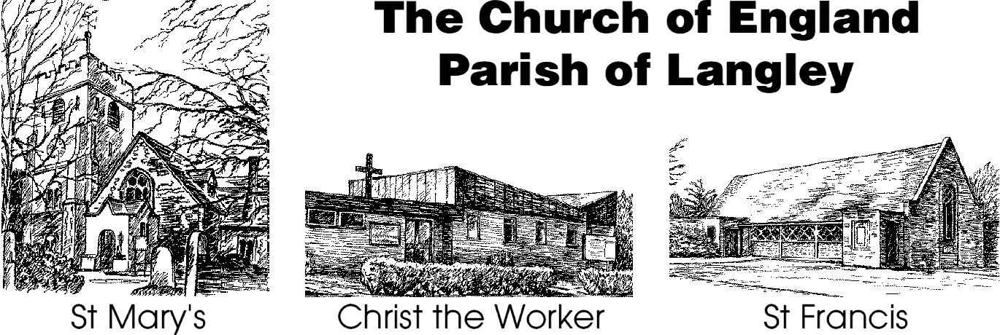 The Church of England
Parish of Langley
St Mary's
Christ the Worker
St Francis